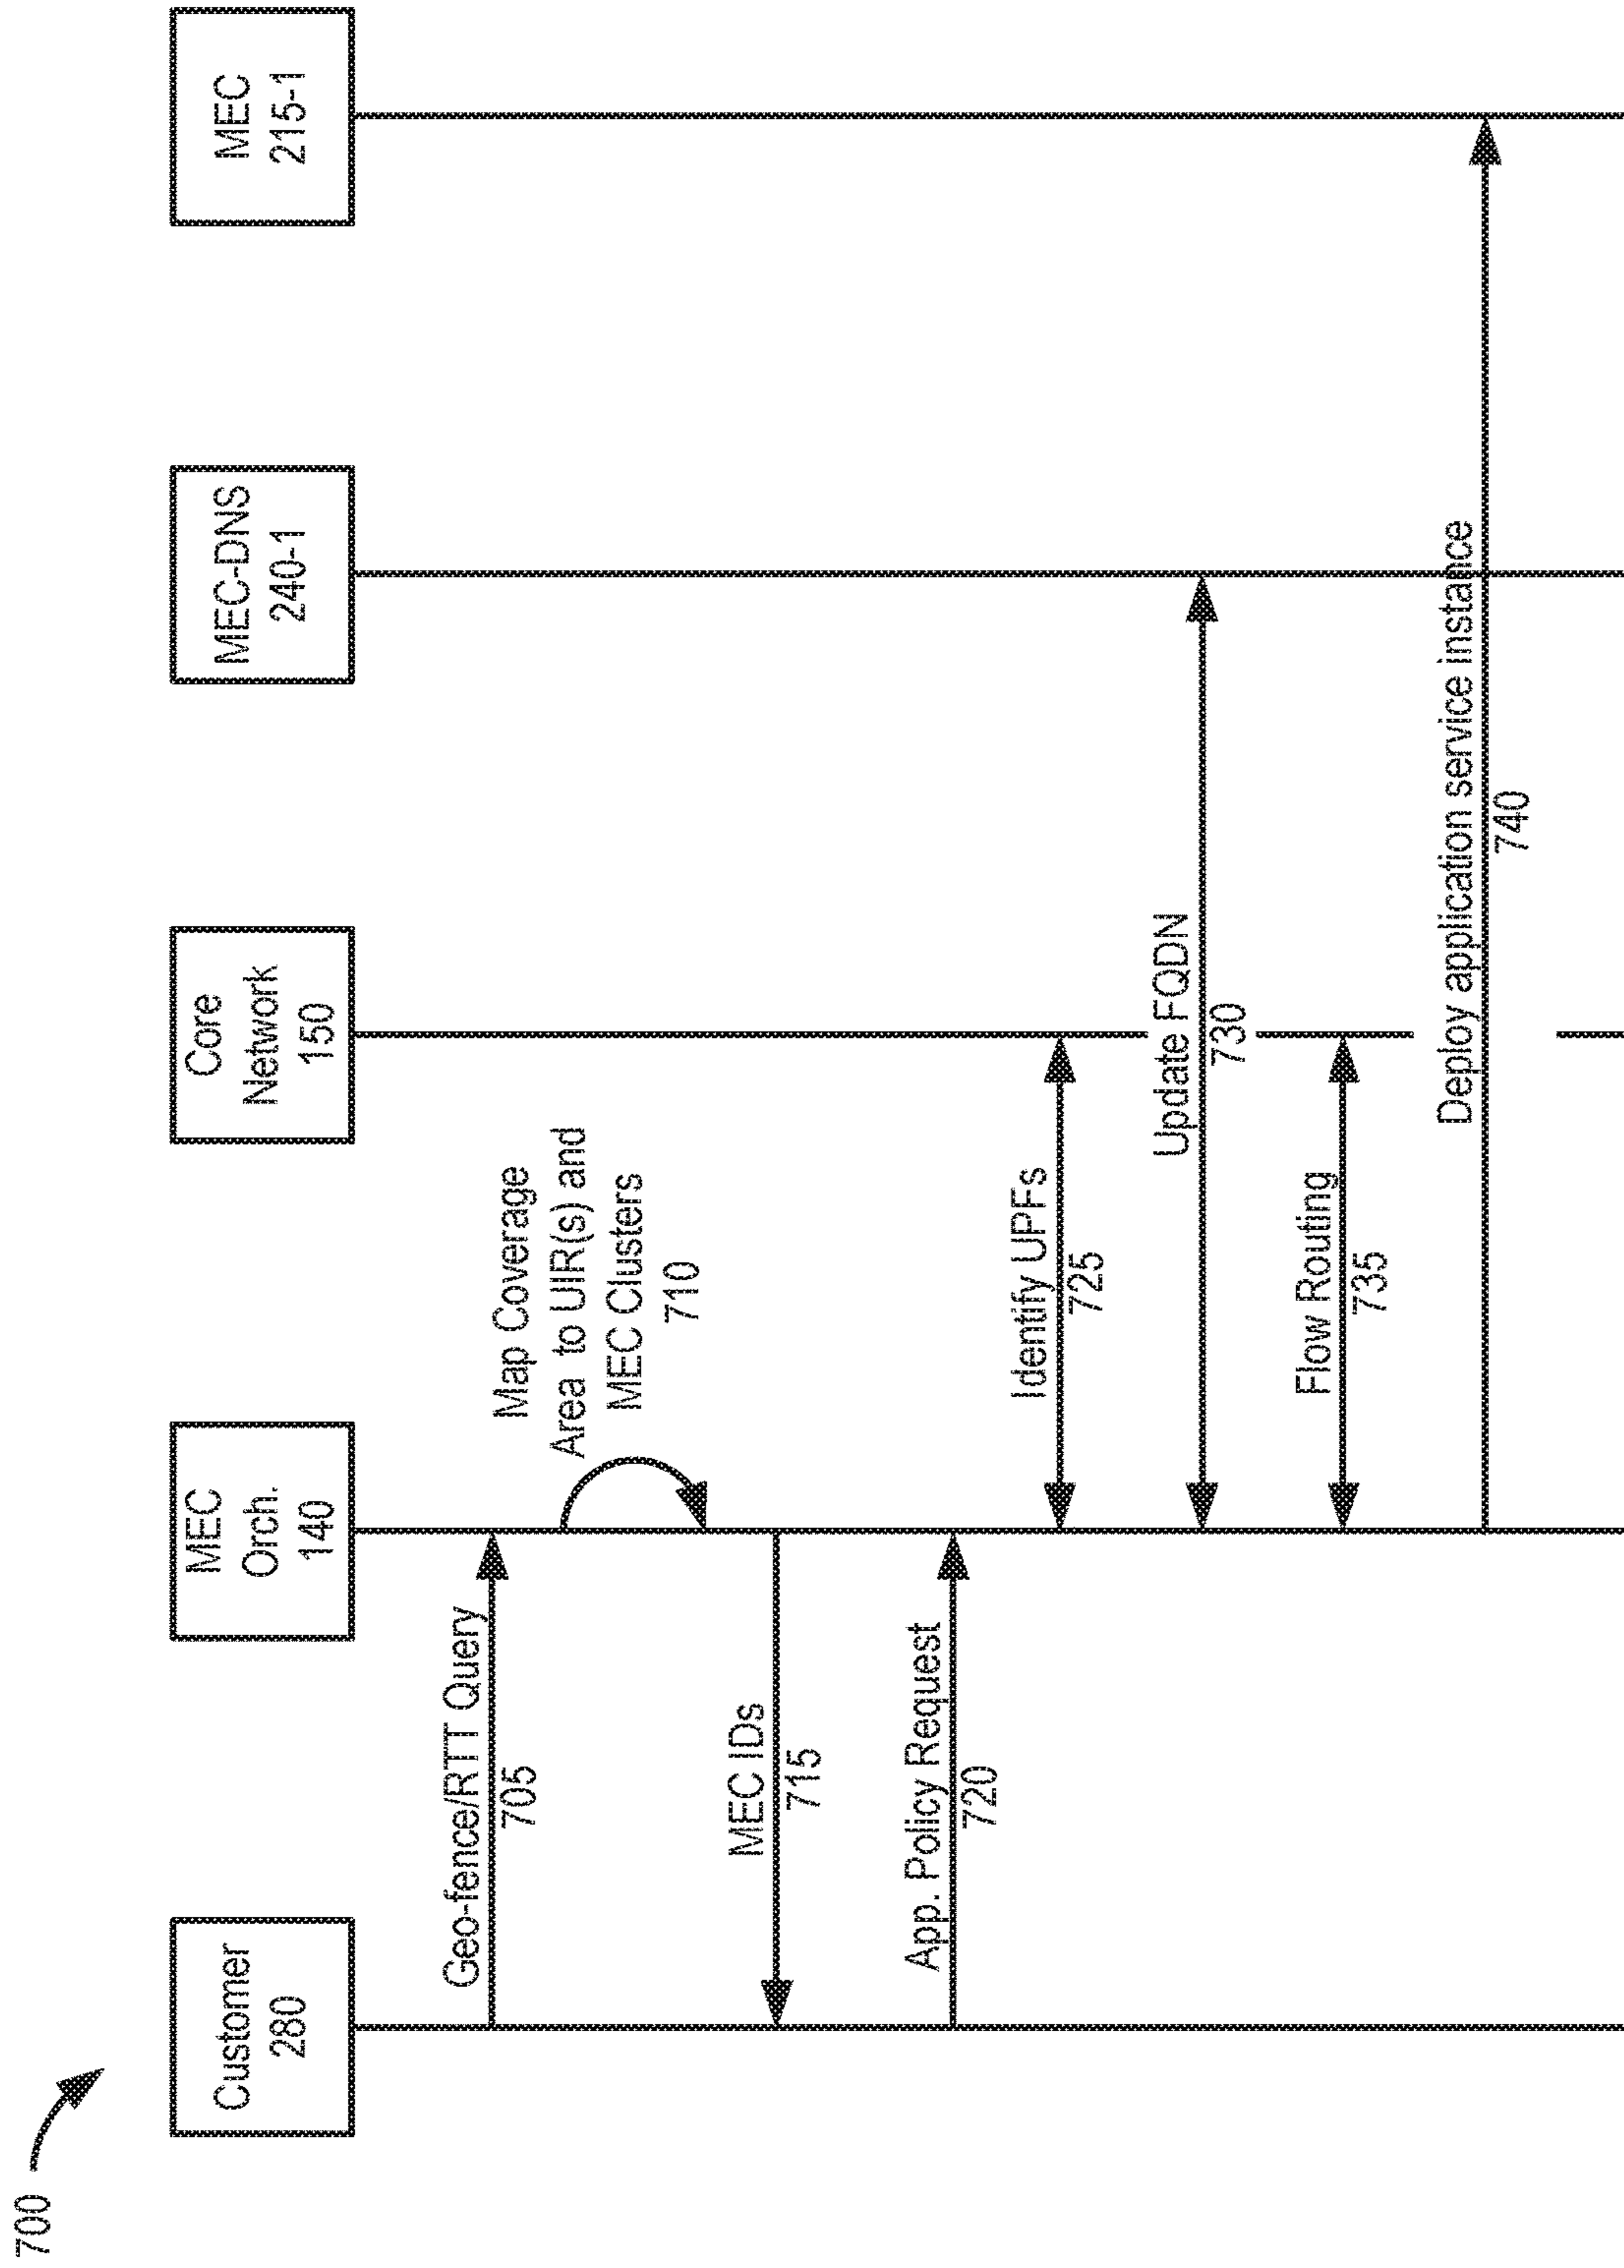 700
Customer
280
MEC
Orch.
140
Core
Network
150
MEC-DNS
240-1
MEC
215-1
Geo-fence/RTT Query
705
Map Coverage
Area to UIR(s) and
MEC Clusters
710
MEC IDs
715
App. Policy Request
720
Identify UPFs
725
Update FQDN
730
Flow Routing
735
Deploy application service instance
740